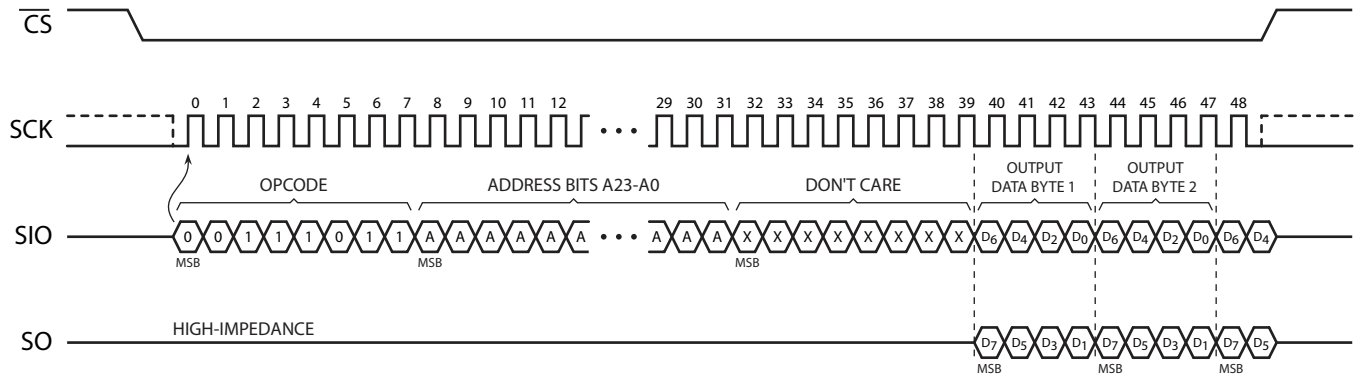 C̅S̅
0 1 2 3 4 5 6 7 8 9 10 11 12 29 30 31 32 33 34 35 36 37 38 39 40 41 42 43 44 45 46 47 48
SCK • • •
OPCODE ADDRESS BITS A23-A0 DON'T CARE OUTPUT DATA BYTE 1 OUTPUT DATA BYTE 2
SIO 0 0 1 1 1 0 1 1 A A A A A A • • • A A A X X X X X X X X D6 D4 D2 D0 D6 D4 D2 D0 D6 D4
MSB MSB MSB
HIGH-IMPEDANCE
SO D7 D5 D3 D1 D7 D5 D3 D1 D7 D5
MSB MSB MSB